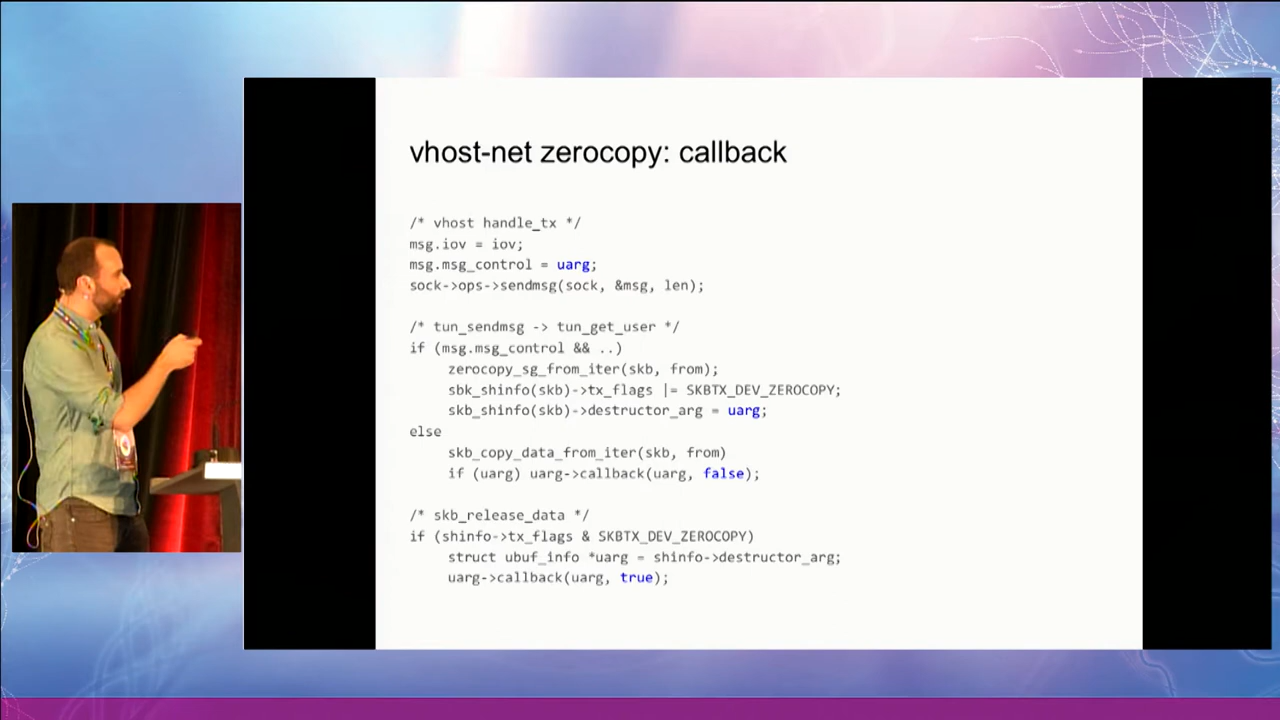 vhost-net zerocopy: callback
/* vhost handle_tx */
msg.iov = iov;
msg.msg_control = uarg;
sock->ops->sendmsg(sock, &msg, len);
/* tun_sendmsg -> tun_get_user */
if (msg.msg_control && ..)
zerocopy_sg_from_iter(skb, from);
sbk_shinfo(skb)->tx_flags |= SKBTX_DEV_ZEROCOPY;
skb_shinfo(skb)->destructor_arg = uarg;
else
skb_copy_data_from_iter(skb, from)
if (uarg) uarg->callback(uarg, false);
/* skb_release_data */
if (shinfo->tx_flags & SKBTX_DEV_ZEROCOPY)
struct ubuf_info *uarg = shinfo->destructor_arg;
uarg->callback(uarg, true);